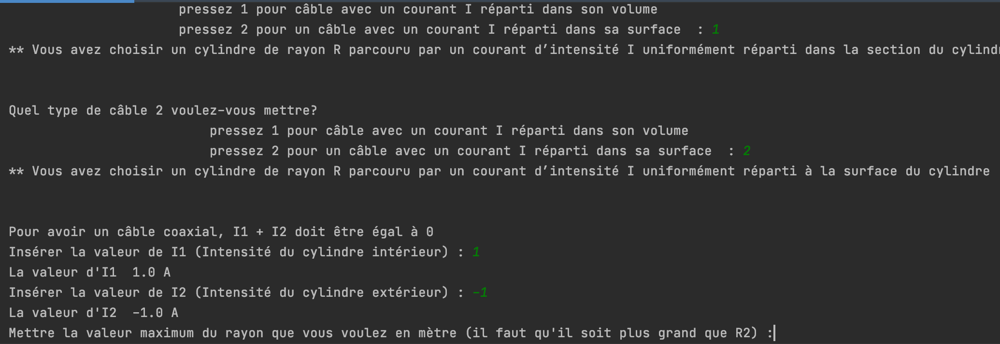 pressez 1 pour câble avec un courant I réparti dans son volume
pressez 2 pour un câble avec un courant I réparti dans sa surface : 1
** Vous avez choisir un cylindre de rayon R parcouru par un courant d’intensité I uniformément réparti dans la section du
Quel type de câble 2 voulez-vous mettre?
pressez 1 pour câble avec un courant I réparti dans son volume
pressez 2 pour un câble avec un courant I réparti dans sa surface : 2
** Vous avez choisir un cylindre de rayon R parcouru par un courant d’intensité I uniformément réparti à la surface du cylindre
Pour avoir un câble coaxial, I1 + I2 doit être égal à 0
Insérer la valeur de I1 (Intensité du cylindre intérieur) : 1
La valeur d'I1 1.0 A
Insérer la valeur de I2 (Intensité du cylindre extérieur) : -1
La valeur d'I2 -1.0 A
Mettre la valeur maximum du rayon que vous voulez en mètre (il faut qu'il soit plus grand que R2) :